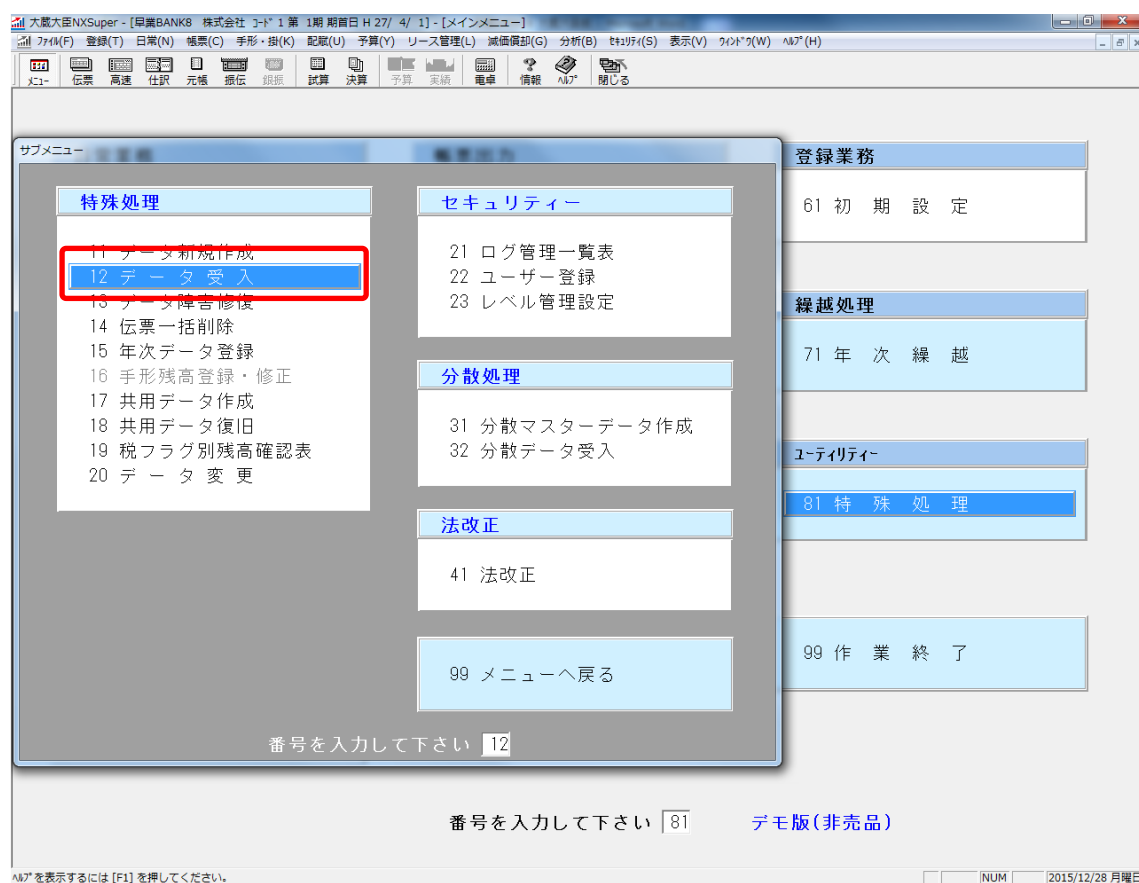 大蔵大臣NXSuper - [早業BANK8 株式会社 ｺｰﾄﾞ 1 第 1期 期首日 H 27/ 4/ 1] - [メインメニュー]
ﾌｧｲﾙ(F) 登録(T) 日常(N) 帳票(C) 手形・掛(K) 配賦(U) 予算(Y) リース管理(L) 減価償却(G) 分析(B) ｾｷｭﾘﾃｨ(S) 表示(V) ｳｨﾝﾄﾞｳ(W) ﾍﾙﾌﾟ(H)
ﾒﾆｭｰ 伝票 高速 仕訳 元帳 振伝 銀振 試算 決算 予算 実績 電卓 情報 ﾍﾙﾌﾟ 閉じる
サブメニュー
特殊処理
11 データ新規作成
12 デ ー タ 受 入
13 データ障害修復
14 伝票一括削除
15 年次データ登録
16 手形残高登録・修正
17 共用データ作成
18 共用データ復旧
19 税フラグ別残高確認表
20 デ ー タ 変 更
セキュリティー
21 ログ管理一覧表
22 ユーザー登録
23 レベル管理設定
分散処理
31 分散マスターデータ作成
32 分散データ受入
法改正
41 法改正
99 メニューへ戻る
番号を入力して下さい 12
登録業務
61 初 期 設 定
繰越処理
71 年 次 繰 越
ﾕｰﾃｨﾘﾃｨｰ
81 特 殊 処 理
99 作 業 終 了
番号を入力して下さい 81 デモ版(非売品)
ﾍﾙﾌﾟを表示するには [F1] を押してください。 NUM 2015/12/28 月曜日